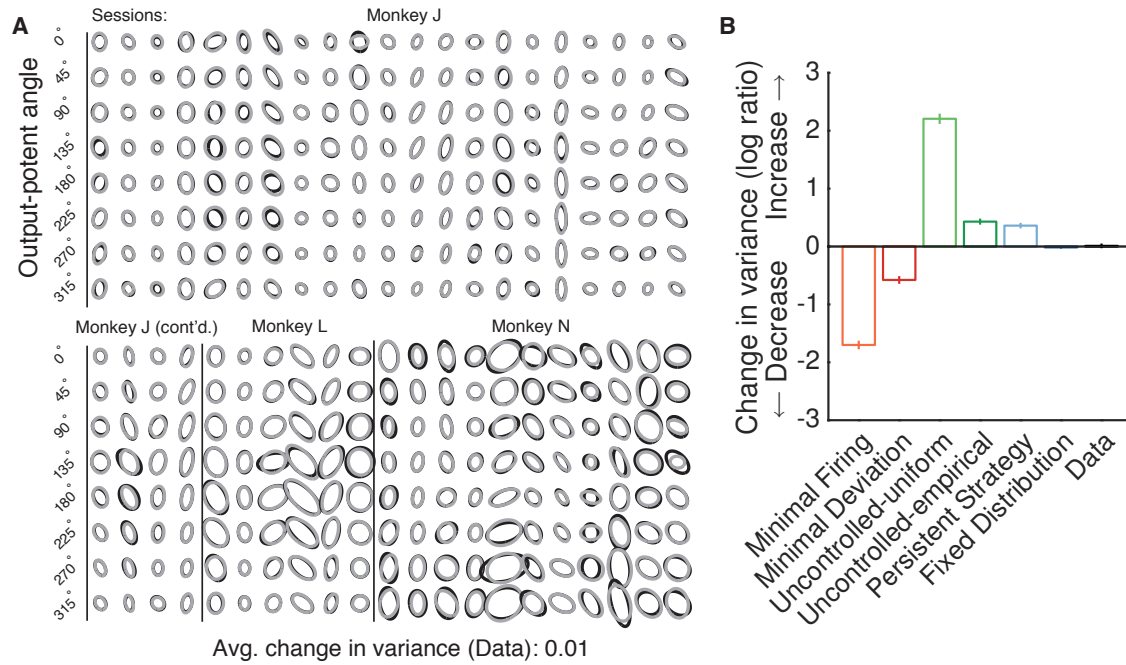 A
Sessions:
Monkey J
Output-potent angle
0°
45°
90°
135°
180°
225°
270°
315°
Monkey J (cont'd.)
Monkey L
Monkey N
0°
45°
90°
135°
180°
225°
270°
315°
Avg. change in variance (Data): 0.01
B
Change in variance (log ratio)
← Decrease
Increase →
3
2
1
0
-1
-2
-3
Minimal Firing
Minimal Deviation
Uncontrolled-uniform
Uncontrolled-empirical
Persistent Strategy
Fixed Distribution
Data